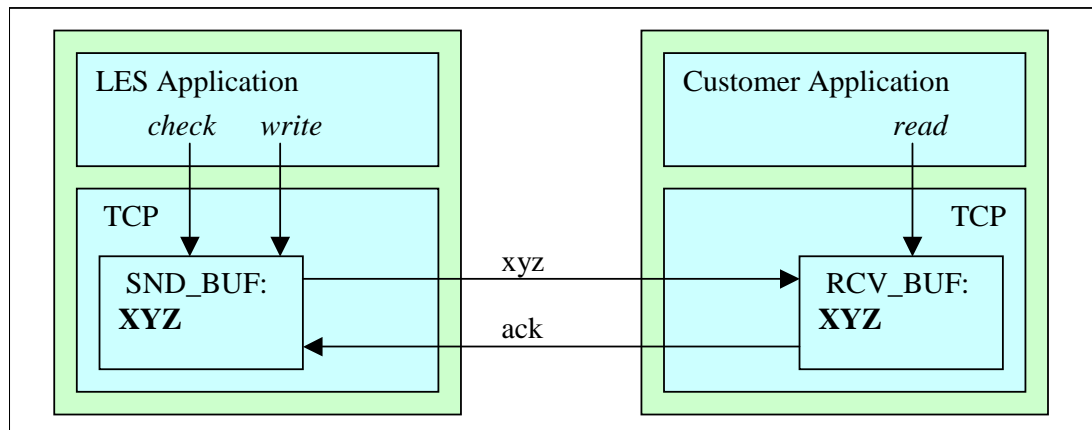 LES Application
check write
TCP
SND_BUF:
XYZ
xyz
ack
Customer Application
read
TCP
RCV_BUF:
XYZ